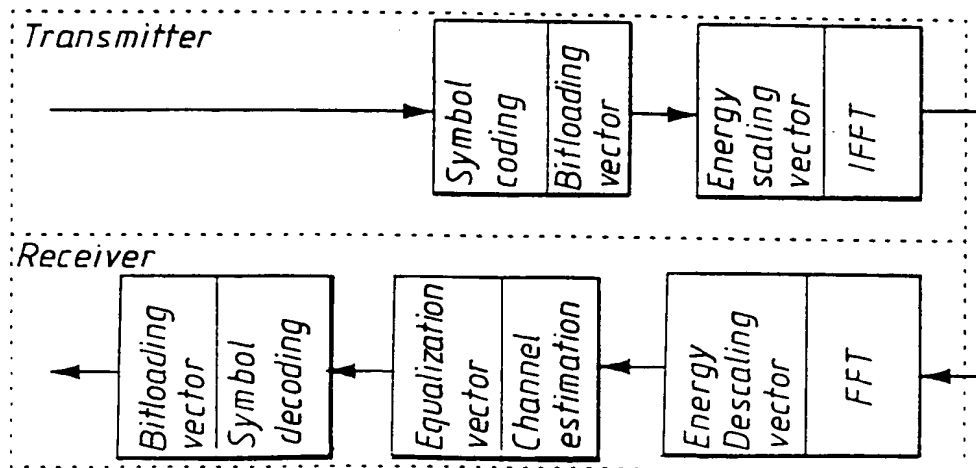 Transmitter
Symbol
coding
Bitloading
vector
Energy
scaling
vector
IFFT
Receiver
Bitloading
vector
Symbol
decoding
Equalization
vector
Channel
estimation
Energy
Descaling
vector
FFT